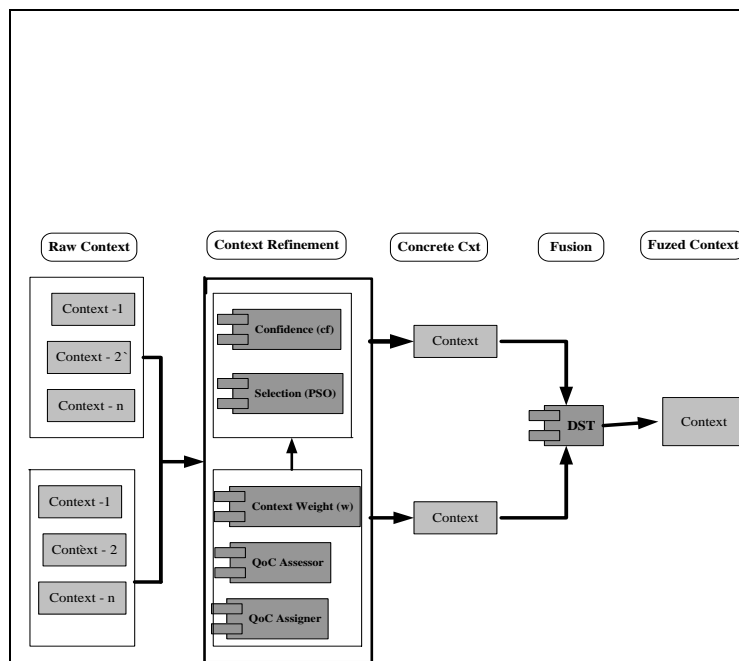 Raw Context
Context Refinement
Concrete Cxt
Fusion
Fuzed Context
Context -1
Context - 2`
Context - n
Context -1
Contèxt - 2
Context - n
Confidence (cf)
Selection (PSO)
Context Weight (w)
QoC Assessor
QoC Assigner
Context
Context
DST
Context